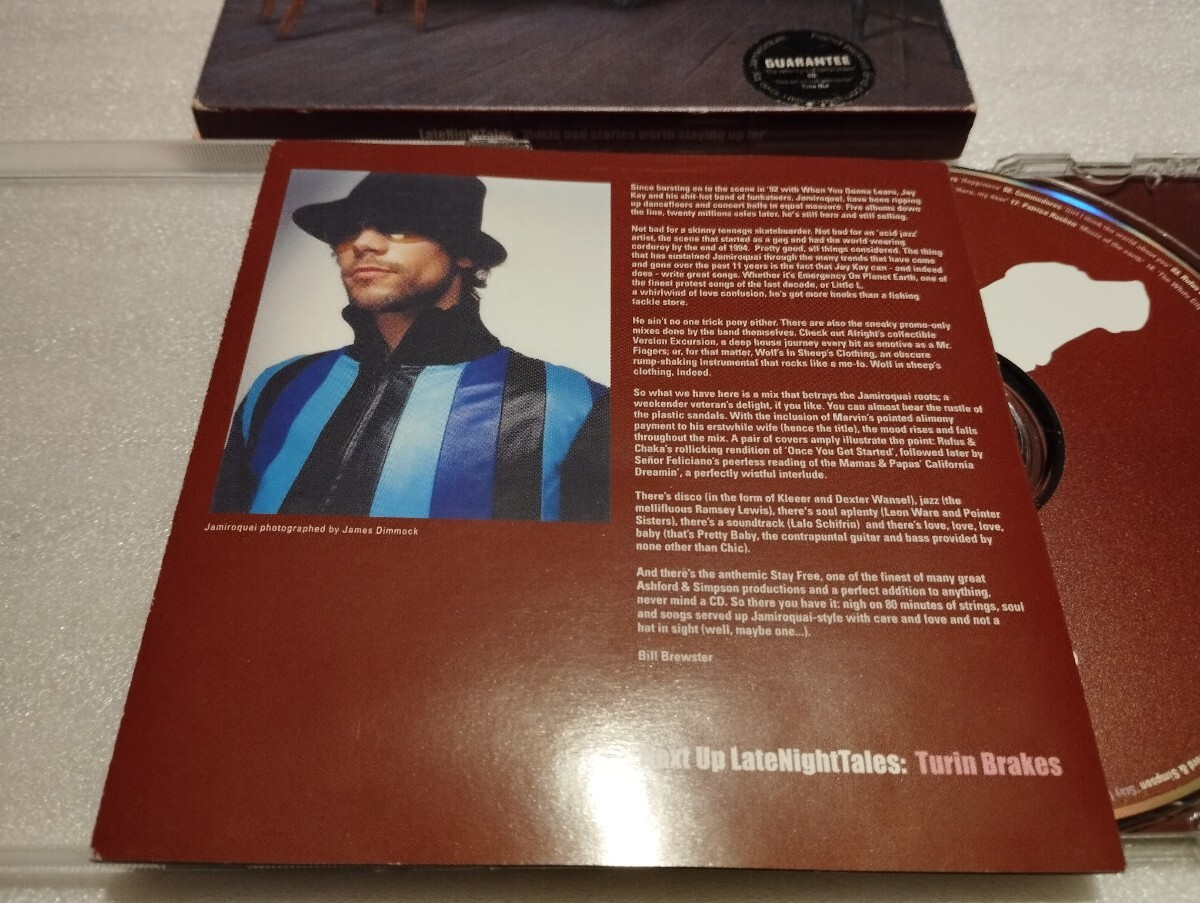 GUARANTEE
Time Out
LateNightTales: 'Music and stories worth staying up for'
Since bursting on to the scene in '92 with When You Gonna Learn, Jay
Kay and his shit-hot band of funkateers, Jamiroquai, have been ripping
up dancefloors and concert halls in equal measure. Five albums down
the line, twenty millions sales later, he's still here and still selling.
Not bad for a skinny teenage skateboarder. Not bad for an 'acid jazz'
artist, the scene that started as a gag and had the world wearing
corduroy by the end of 1994. Pretty good, all things considered. The thing
that has sustained Jamiroquai through the many trends that have come
and gone over the past 11 years is the fact that Jay Kay can - and indeed
does - write great songs. Whether it's Emergency On Planet Earth, one of
the finest protest songs of the last decade, or Little L,
a whirlwind of love confusion, he's got more hooks than a fishing
tackle store.
He ain't no one trick pony either. There are also the sneaky promo-only
mixes done by the band themselves. Check out Alright's collectible
Version Excursion, a deep house journey every bit as emotive as a Mr.
Fingers; or, for that matter, Wolf's In Sheep's Clothing, an obscure
rump-shaking instrumental that rocks like a mo-fo. Wolf in sheep's
clothing, indeed.
So what we have here is a mix that betrays the Jamiroquai roots; a
weekender veteran's delight, if you like. You can almost hear the rustle of
the plastic sandals. With the inclusion of Marvin's pointed alimony
payment to his erstwhile wife (hence the title), the mood rises and falls
throughout the mix. A pair of covers amply illustrate the point: Rufus &
Chaka's rollicking rendition of 'Once You Get Started', followed later by
Señor Feliciano's peerless reading of the Mamas & Papas' California
Dreamin', a perfectly wistful interlude.
There's disco (in the form of Kleeer and Dexter Wansel), jazz (the
mellifluous Ramsey Lewis), there's soul aplenty (Leon Ware and Pointer
Sisters), there's a soundtrack (Lalo Schifrin) and there's love, love, love,
baby (that's Pretty Baby, the contrapuntal guitar and bass provided by
none other than Chic).
And there's the anthemic Stay Free, one of the finest of many great
Ashford & Simpson productions and a perfect addition to anything,
never mind a CD. So there you have it: nigh on 80 minutes of strings, soul
and songs served up Jamiroquai-style with care and love and not a
hat in sight (well, maybe one...).
Bill Brewster
Jamiroquai photographed by James Dimmock
Next Up LateNightTales: Turin Brakes